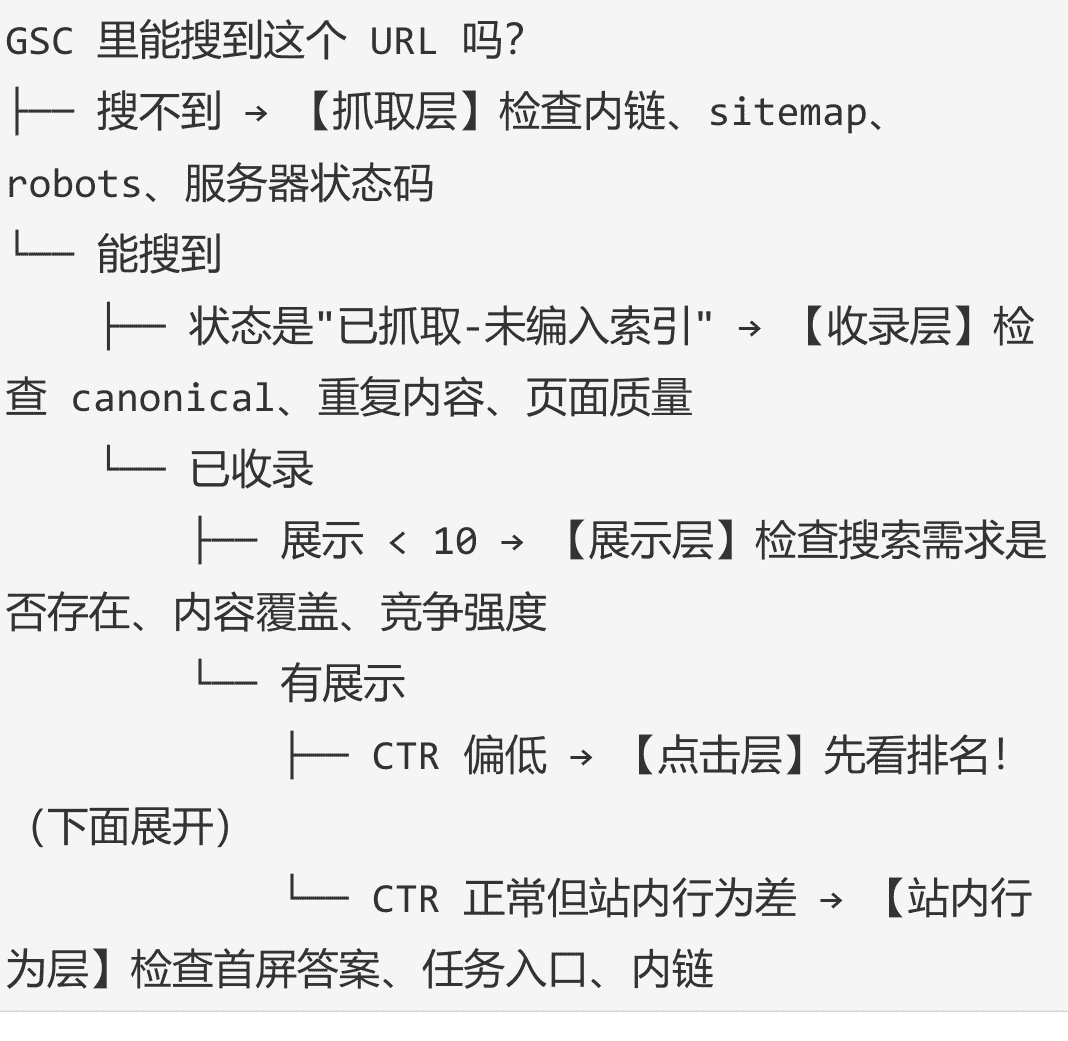 GSC 里能搜到这个 URL 吗？
├── 搜不到 → 【抓取层】检查内链、sitemap、
robots、服务器状态码
└── 能搜到
    ├── 状态是"已抓取-未编入索引" → 【收录层】检
查 canonical、重复内容、页面质量
    └── 已收录
        ├── 展示 < 10 → 【展示层】检查搜索需求是
否存在、内容覆盖、竞争强度
        └── 有展示
            ├── CTR 偏低 → 【点击层】先看排名！
（下面展开）
            └── CTR 正常但站内行为差 → 【站内行
为层】检查首屏答案、任务入口、内链